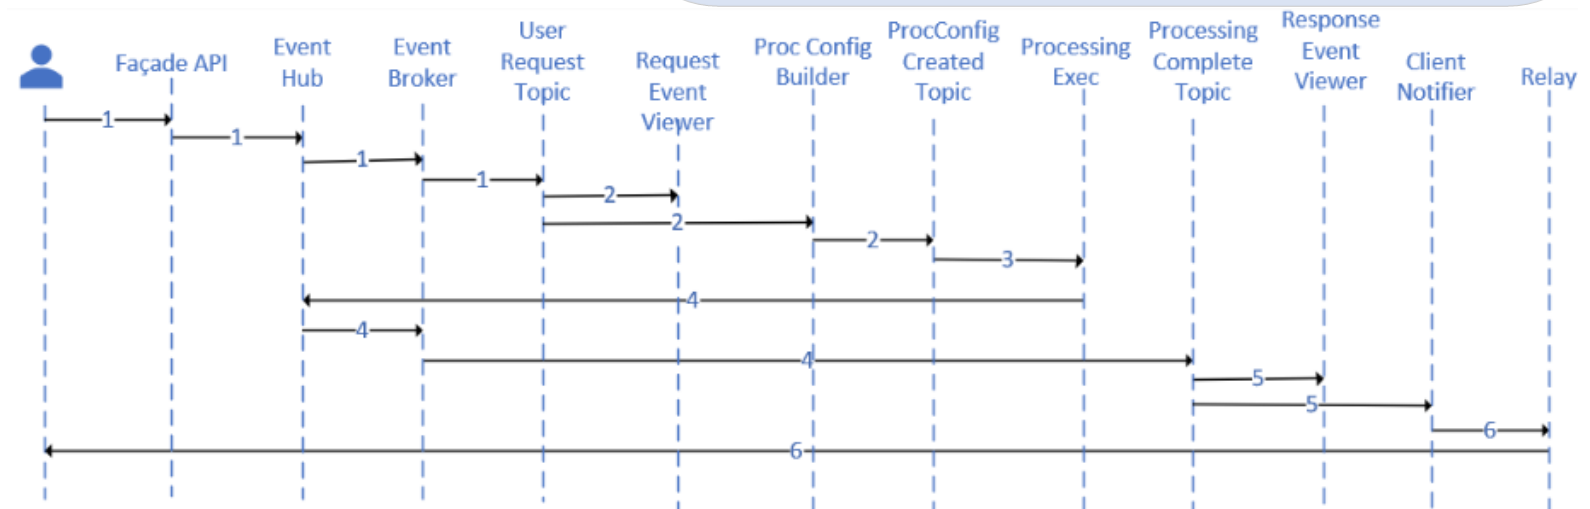 Façade API
Event
Hub
Event
Broker
User
Request
Topic
Request
Event
Viewer
Proc Config
Builder
ProcConfig
Created
Topic
Processing
Exec
Processing
Complete
Topic
Response
Event
Viewer
Client
Notifier
Relay
1
1
1
1
2
2
2
3
4
4
4
5
5
6
6